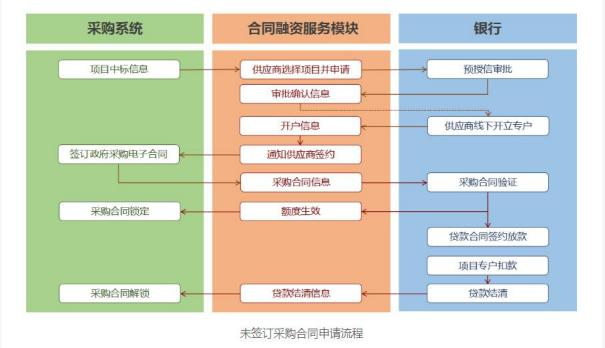 采购系统
合同融资服务模块
银行
项目中标信息
供应商选择项目并申请
预授信审批
审批确认信息
开户信息
供应商线下开立专户
签订政府采购电子合同
通知供应商签约
采购合同信息
采购合同验证
采购合同锁定
额度生效
贷款合同签约放款
项目专户扣款
采购合同解锁
贷款结清信息
贷款结清
未签订采购合同申请流程